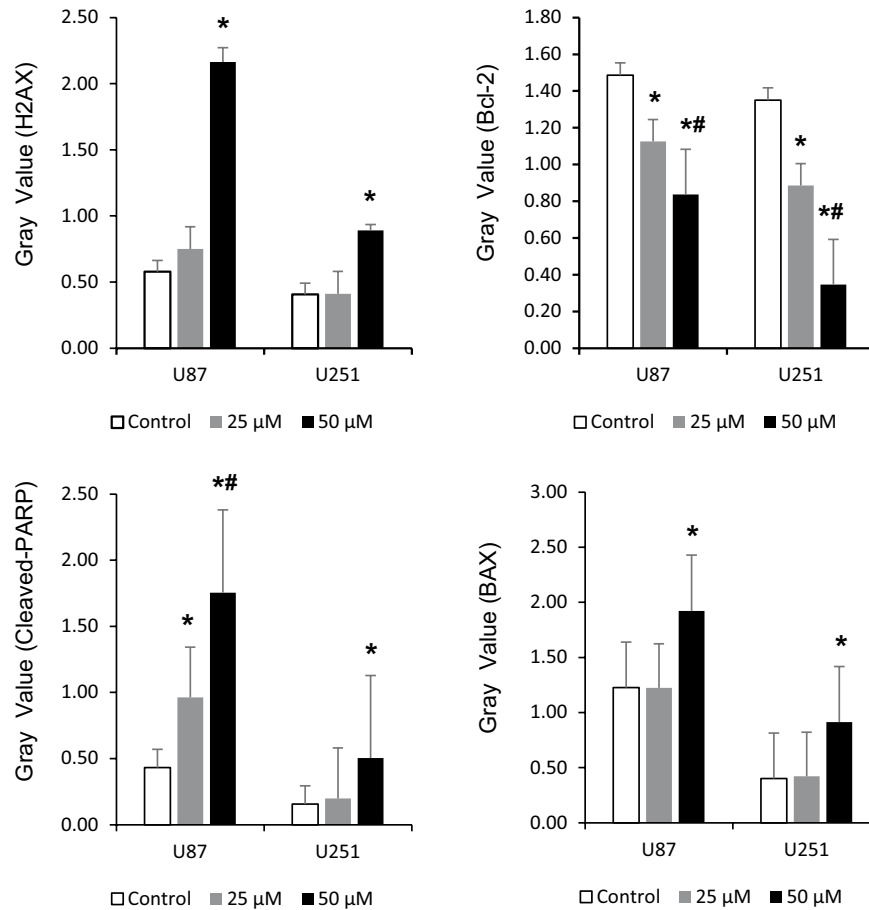 Gray Value (H2AX)
2.50
2.00
1.50
1.00
0.50
0.00
*
*
U87
U251
Control 25 μM 50 μM
Gray Value (Bcl-2)
1.80
1.60
1.40
1.20
1.00
0.80
0.60
0.40
0.20
0.00
*
*#
*
*#
U87
U251
Control 25 μM 50 μM
Gray Value (Cleaved-PARP)
2.50
2.00
1.50
1.00
0.50
0.00
*
*#
*
U87
U251
Control 25 μM 50 μM
Gray Value (BAX)
3.00
2.50
2.00
1.50
1.00
0.50
0.00
*
*
U87
U251
Control 25 μM 50 μM